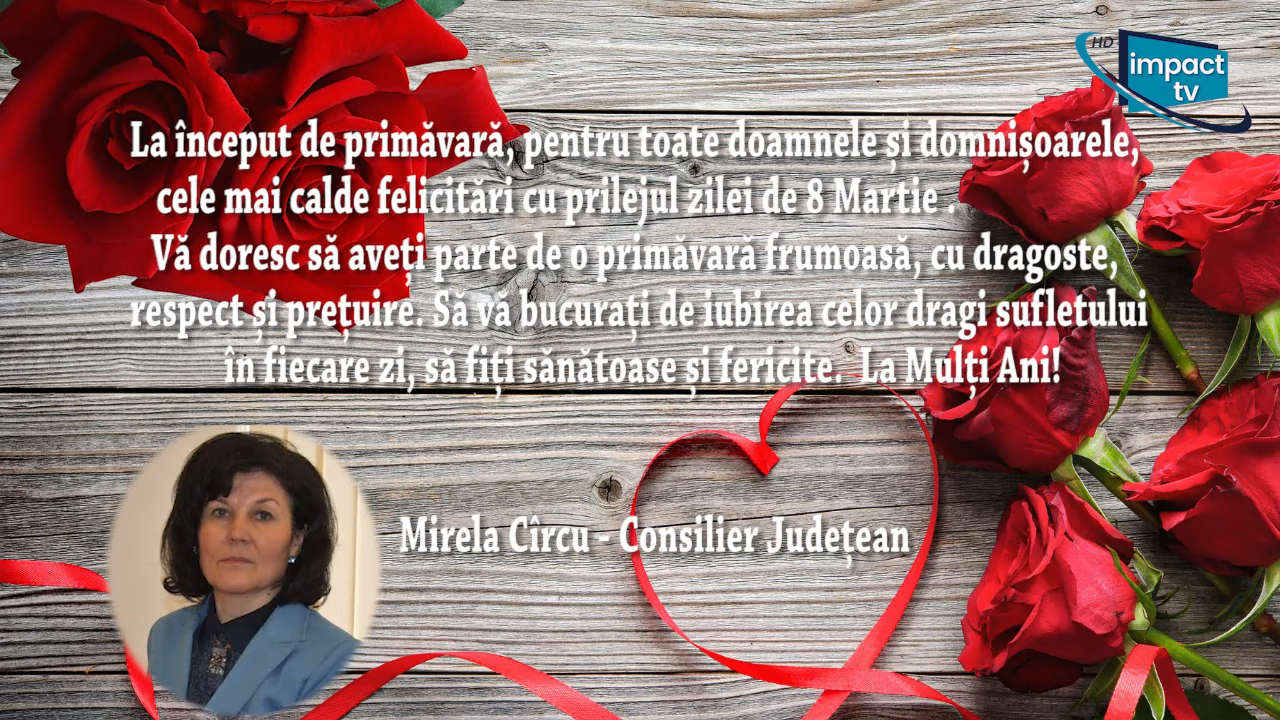 HD
impact
tv
La început de primăvară, pentru toate doamnele și domnișoarele,
cele mai calde felicitări cu prilejul zilei de 8 Martie .
Vă doresc să aveți parte de o primăvară frumoasă, cu dragoste,
respect și prețuire. Să vă bucurați de iubirea celor dragi sufletului
în fiecare zi, să fiți sănătoase și fericite. La Mulți Ani!
Mirela Cîrcu - Consilier Județean